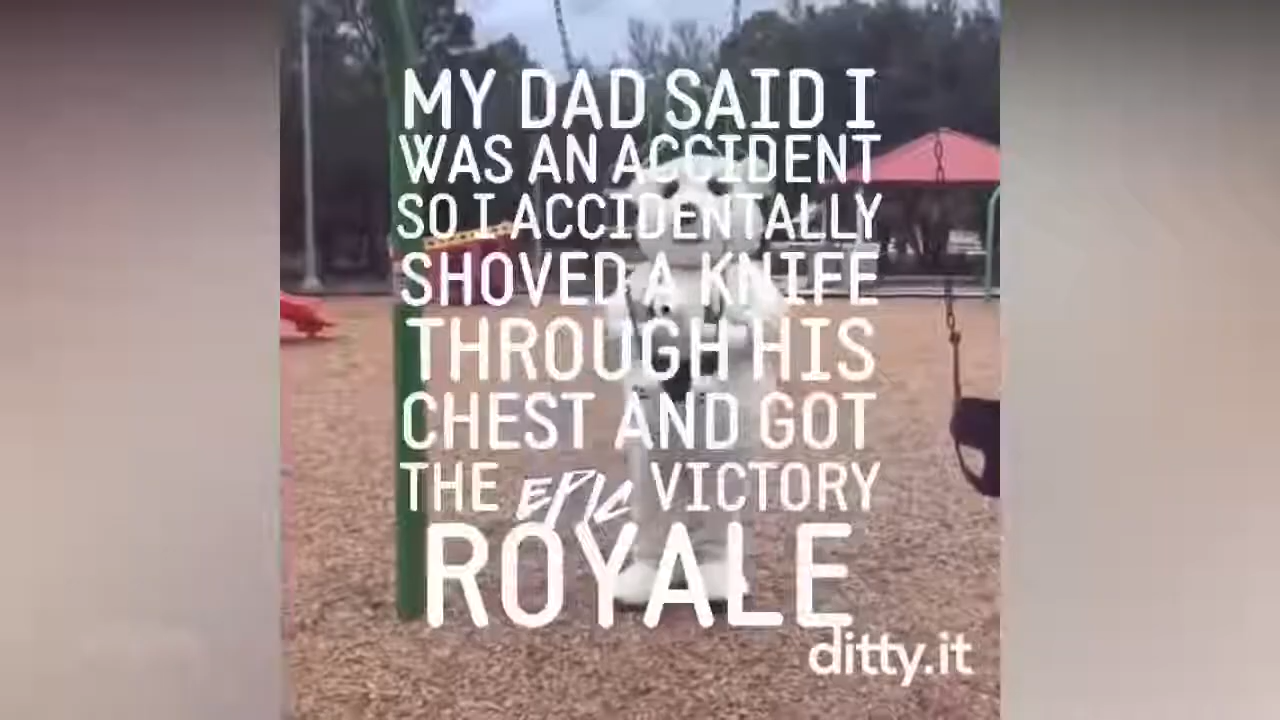 MY DAD SAID I
WAS AN ACCIDENT
SO I ACCIDENTALLY
SHOVED A KNIFE
THROUGH HIS
CHEST AND GOT
THE EPIC VICTORY
ROYALE
ditty.it